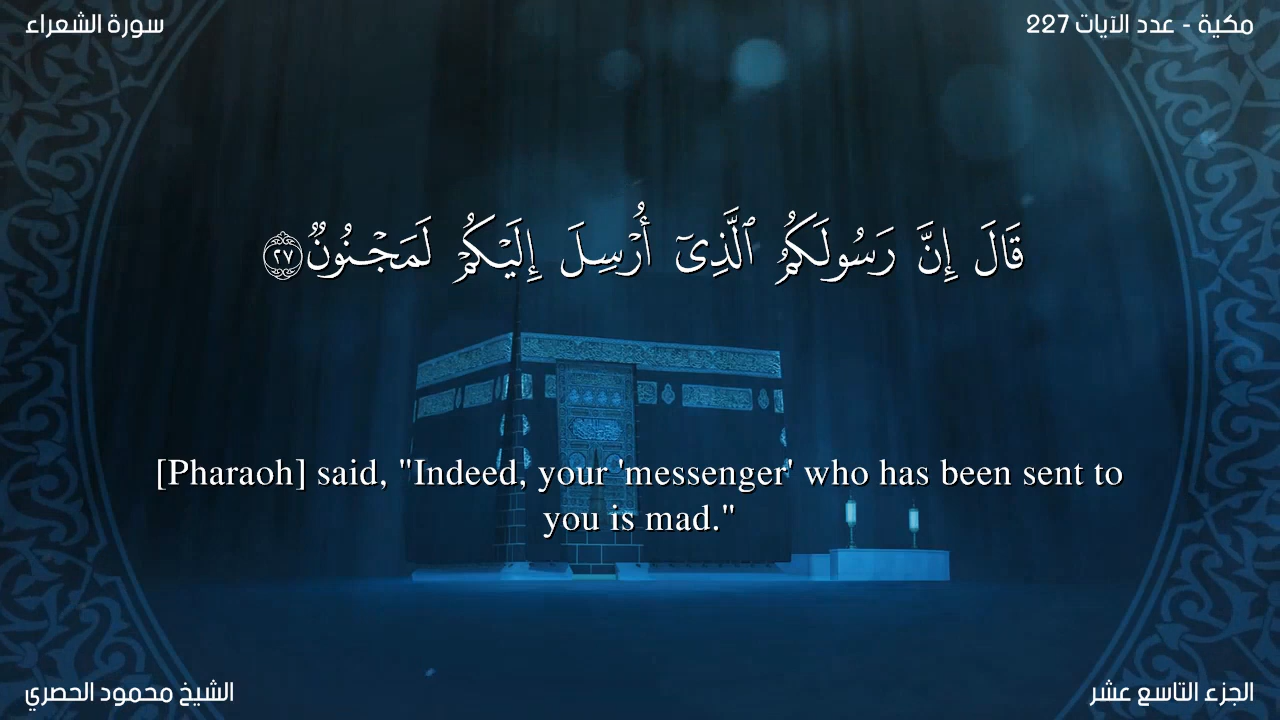 سورة الشعراء
مكية - عدد الآيات 227
قَالَ إِنَّ رَسُولَكُمُ ٱلَّذِىٓ أُرْسِلَ إِلَيْكُمْ لَمَجْنُونٌ ٢٧
[Pharaoh] said, "Indeed, your 'messenger' who has been sent to
you is mad."
الشيخ محمود الحصري
الجزء التاسع عشر